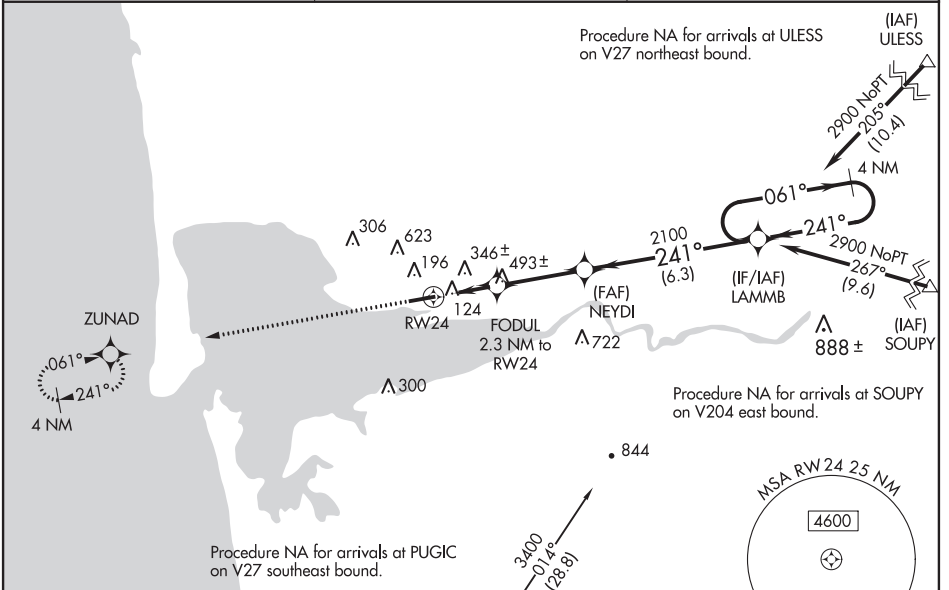 Procedure NA for arrivals at ULESS
on V27 northeast bound.
(IAF)
ULESS
2900 NoPT
205°
(10.4)
4 NM
061°
241°
2900 NoPT
267°
(9.6)
(IAF)
SOUPY
(IF/IAF)
LAMMB
2100
241°
(6.3)
(FAF)
NEYDI
306
623
196
346±
493±
124
RW24
FODUL
2.3 NM to
RW24
722
888±
300
ZUNAD
061°
241°
4 NM
Procedure NA for arrivals at SOUPY
on V204 east bound.
844
3400
014°
(28.8)
Procedure NA for arrivals at PUGIC
on V27 southeast bound.
MSA RW24 25 NM
4600